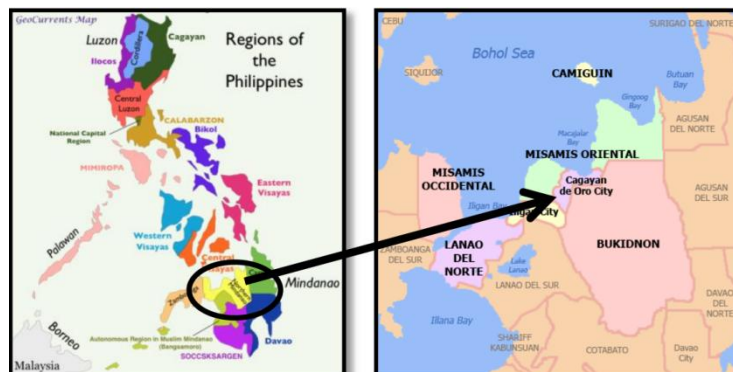 GeoCurrents Map
Regions of
the
Philippines
Luzon
Cordillera
Cagayan
Ilocos
Central
Luzon
National Capital
Region
CALABARZON
Bikol
MIMIROPA
Eastern
Visayas
Western
Visayas
Central
Palawan
Mindanao
Borneo
Autonomous Region in Muslim Mindanao
(Bangsamoro)
Davao
SOCCSKSARGEN
Malaysia
CEBU
SURIGAO DEL NORTE
Bohol Sea
SIQUIJOR
CAMIGUIN
Butuan
Bay
Gingoog
Bay
AGUSAN
DEL NORTE
Macajalar
Bay
MISAMIS ORIENTAL
MISAMIS
OCCIDENTAL
Cagayan
de Oro City
AGUSAN
DEL SUR
Iligan Bay
City
ZAMBOANGA
DEL SUR
LANAO
DEL
NORTE
BUKIDNON
Lake
Lanao
LANAO DEL SUR
DAVAO
DEL
NORTE
Illana Bay
SHARIFF
KABUNSUAN
COTABATO
Davao
City